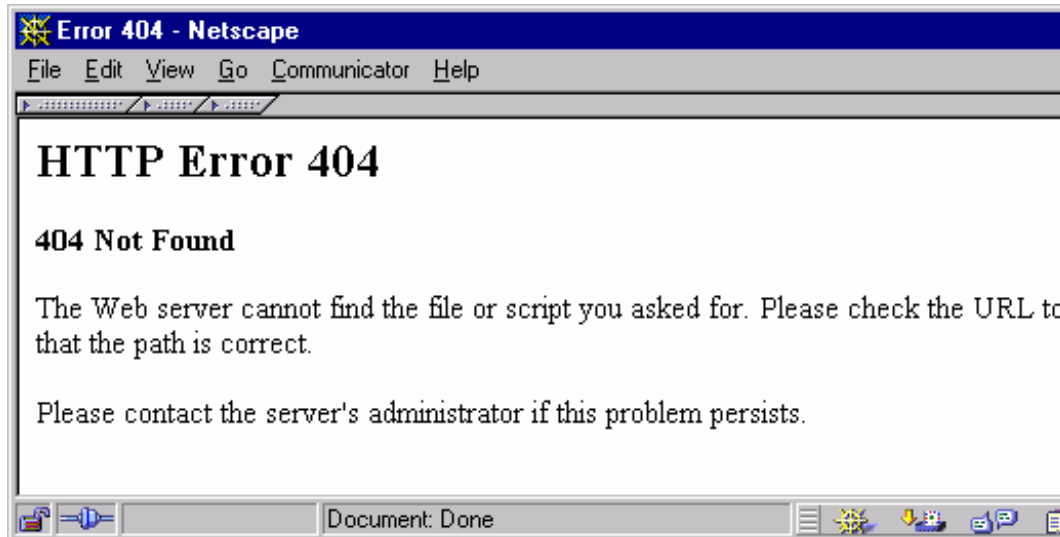 Error 404 - Netscape
File Edit View Go Communicator Help
HTTP Error 404
404 Not Found
The Web server cannot find the file or script you asked for. Please check the URL to
that the path is correct.
Please contact the server's administrator if this problem persists.
Document: Done